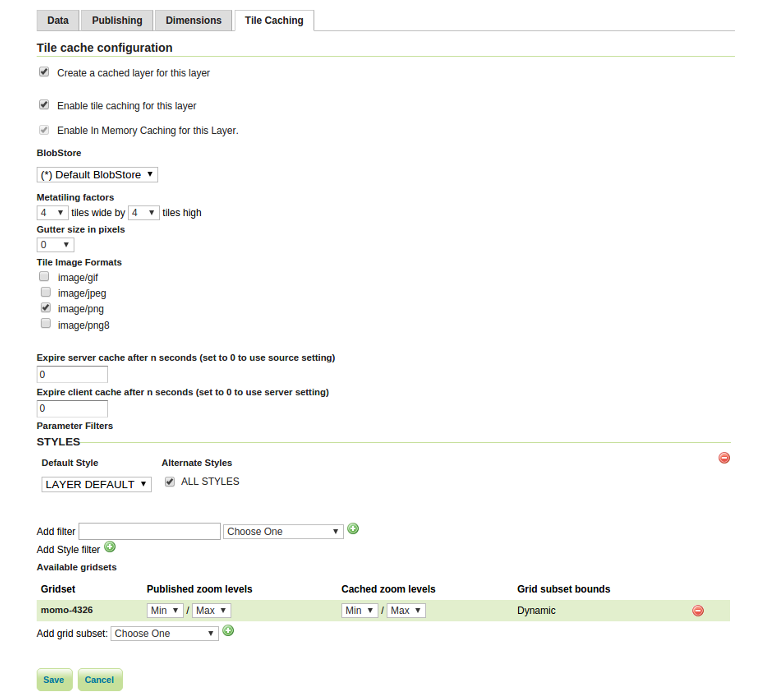 Data Publishing Dimensions Tile Caching
Tile cache configuration
Create a cached layer for this layer
Enable tile caching for this layer
Enable In Memory Caching for this Layer.
BlobStore
(*) Default BlobStore
Metatiling factors
4 tiles wide by 4 tiles high
Gutter size in pixels
0
Tile Image Formats
image/gif
image/jpeg
image/png
image/png8
Expire server cache after n seconds (set to 0 to use source setting)
0
Expire client cache after n seconds (set to 0 to use server setting)
0
Parameter Filters
STYLES
Default Style Alternate Styles
LAYER DEFAULT ALL STYLES
Add filter Choose One
Add Style filter
Available gridsets
Gridset Published zoom levels Cached zoom levels Grid subset bounds
momo-4326 Min / Max Min / Max Dynamic
Add grid subset: Choose One
Save Cancel